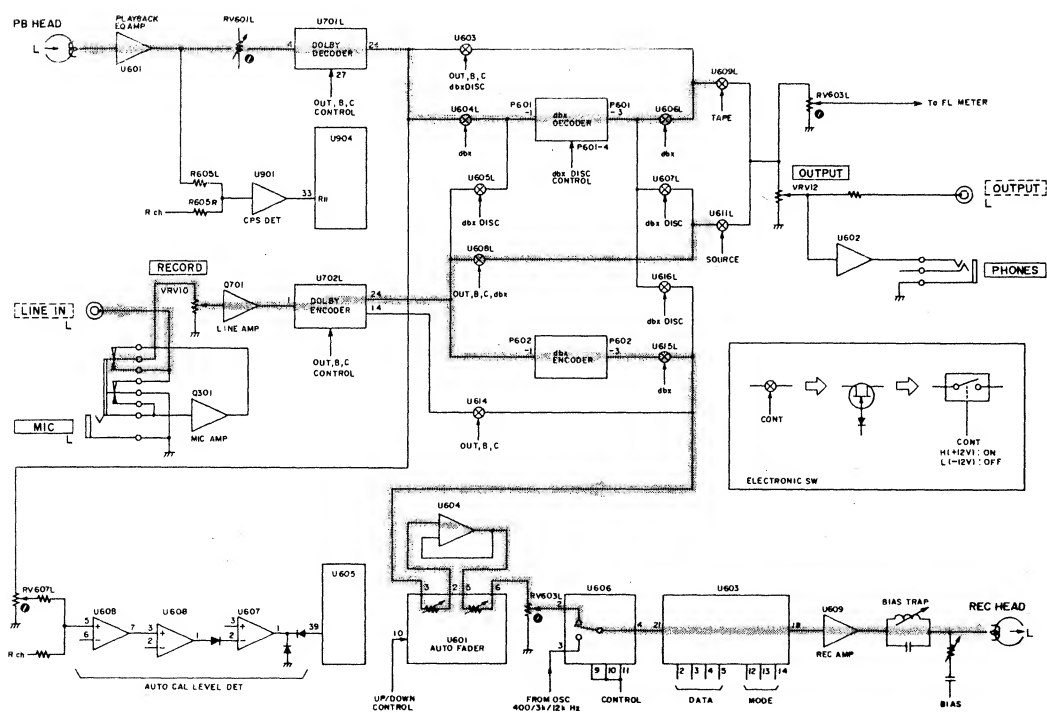 PB HEAD
L
PLAYBACK
EQ AMP
U601
RV601L
U701L
4
DOLBY
DECODER
24
27
OUT, B, C
CONTROL
U603
OUT, B, C
dbxDISC
U604L
dbx
P601
-1
dbx
DECODER
P601
-3
P601-4
dbx DISC
CONTROL
U606L
dbx
U609L
TAPE
RV603L
To FL METER
OUTPUT
VRV12
OUTPUT
L
U602
PHONES
U904
R605L
U901
33
R605R
R ch
CPS DET
U605L
dbx DISC
U607L
dbx DISC
U611L
SOURCE
U608L
OUT, B, C, dbx
U616L
dbx DISC
RECORD
VRV10
LINE IN
L
Q701
LINE AMP
U702L
1
DOLBY
ENCODER
24
14
OUT, B, C
CONTROL
P602
-1
dbx
ENCODER
P602
-3
U615L
dbx
Q301
MIC AMP
MIC
L
U614
OUT, B, C
CONT
CONT
H(+12V) : ON
L(-12V) : OFF
ELECTRONIC SW
U604
3
2
5
6
10
U601
AUTO FADER
UP/DOWN
CONTROL
RV603L
U606
2
3
4
9
10
11
FROM OSC
400/3k/12k Hz
CONTROL
U603
21
18
2
3
4
5
12
13
14
DATA
MODE
U609
REC AMP
BIAS TRAP
REC HEAD
L
BIAS
RV607L
R ch
U608
5
6
7
+
-
U608
3
2
1
+
-
U607
3
2
1
+
-
39
U605
AUTO CAL LEVEL DET